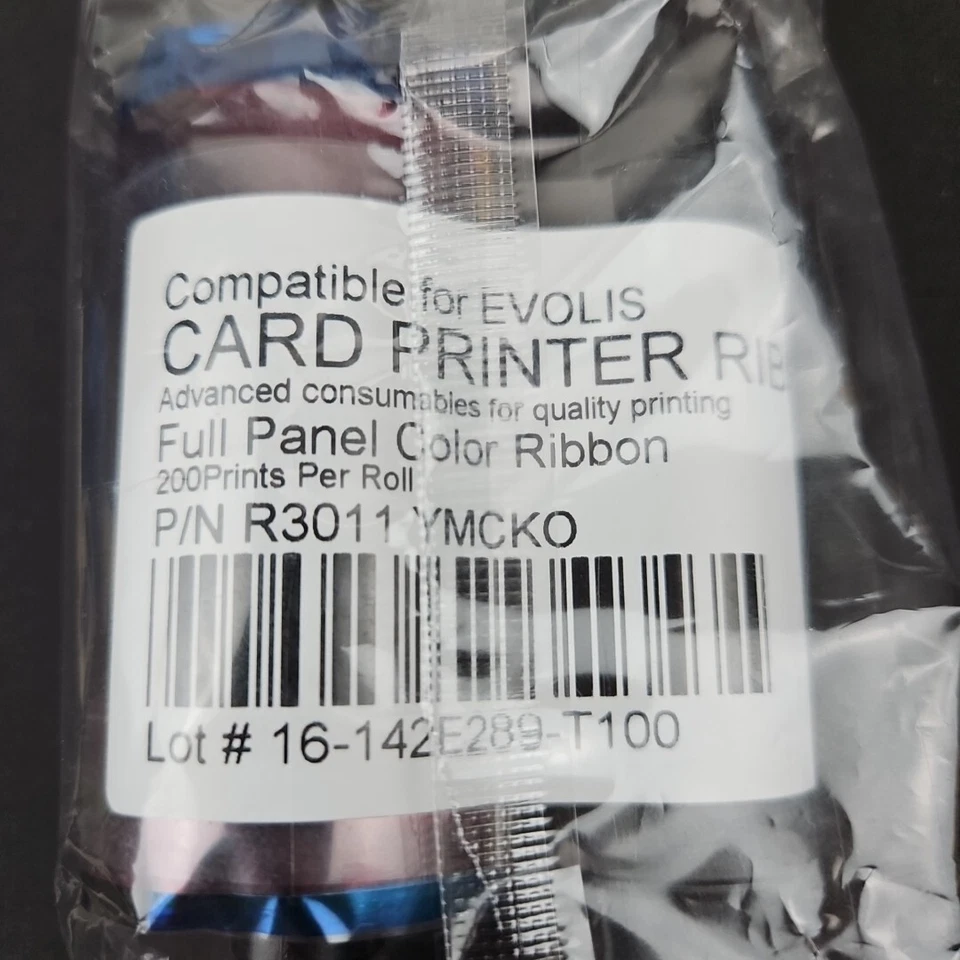 Compatible for EVOLIS
CARD PRINTER RIB
Advanced consumables for quality printing
Full Panel Color Ribbon
200Prints Per Roll
P/N R3011 YMCKO
Lot # 16-142E289-T100